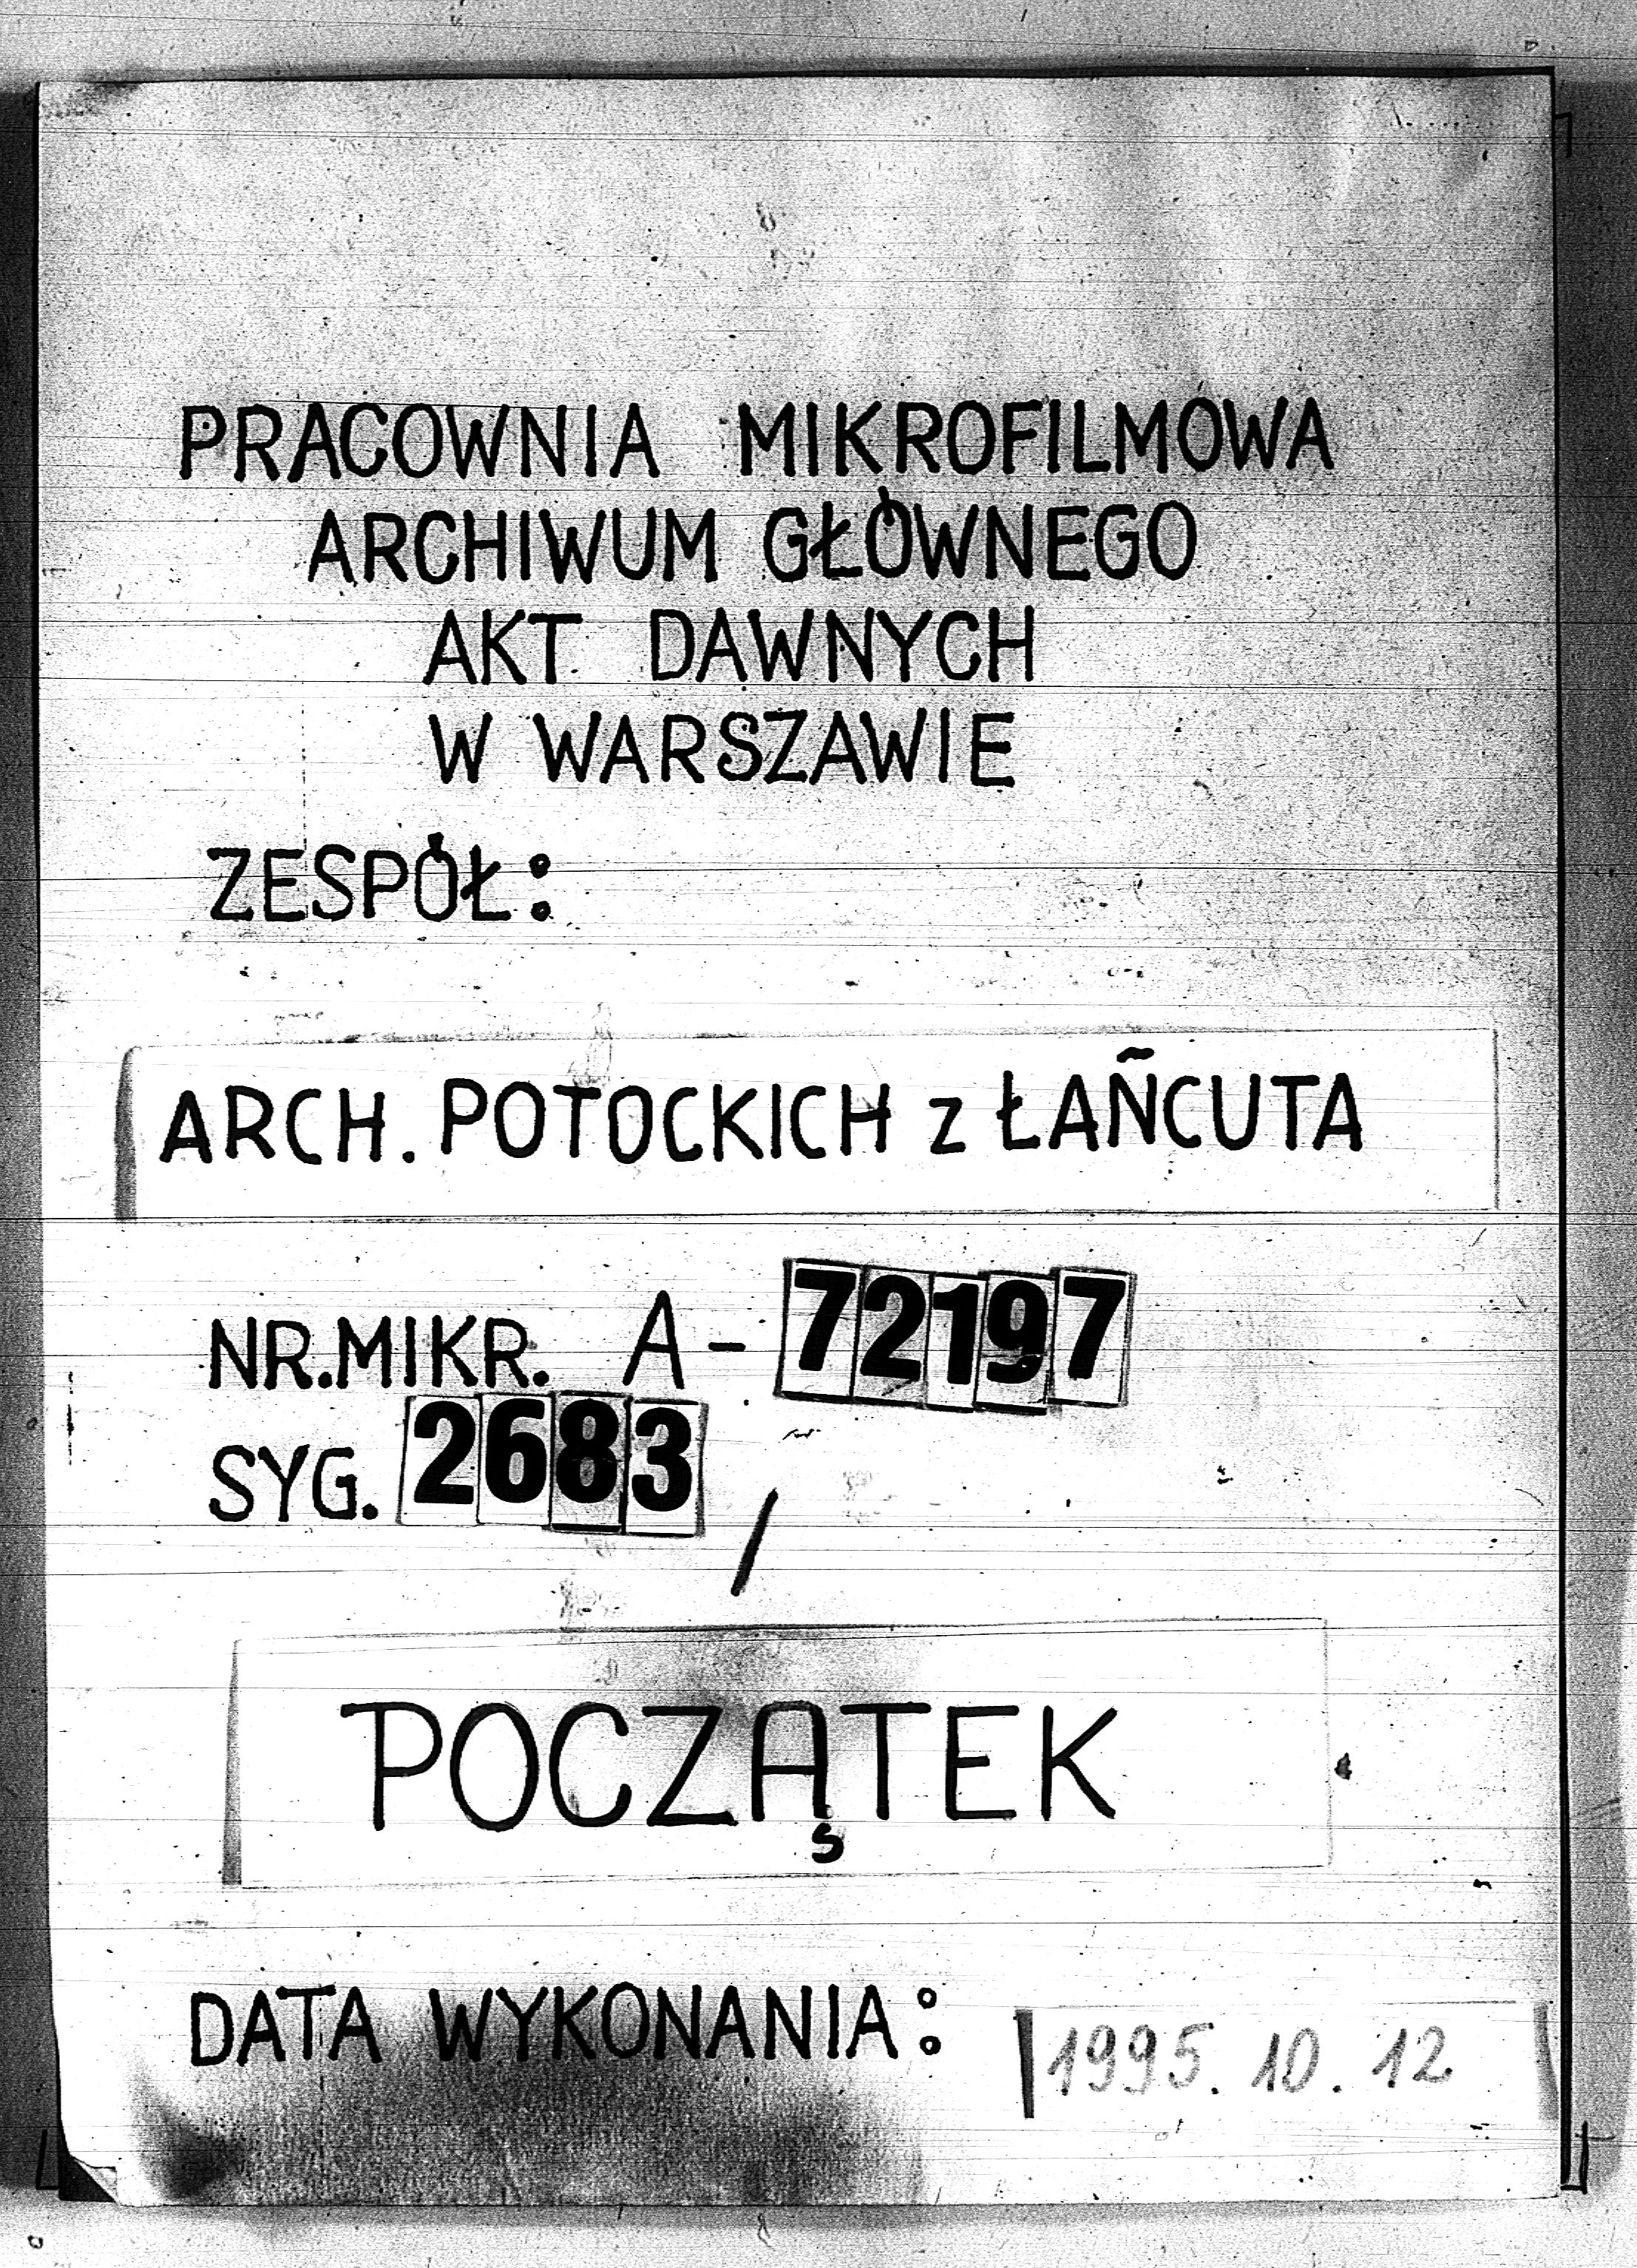 PRACOWNIA MIKROFILMOWA
ARCHIWUM GŁÓWNEGO
AKT DAWNYCH
W WARSZAWIE
ZESPÓŁ:
ARCH. POTOCKICH z ŁAŃCUTA
NR.MIKR. A-72197
SYG. 2683 /
POCZĄTEK
DATA WYKONANIA: 1995.10.12